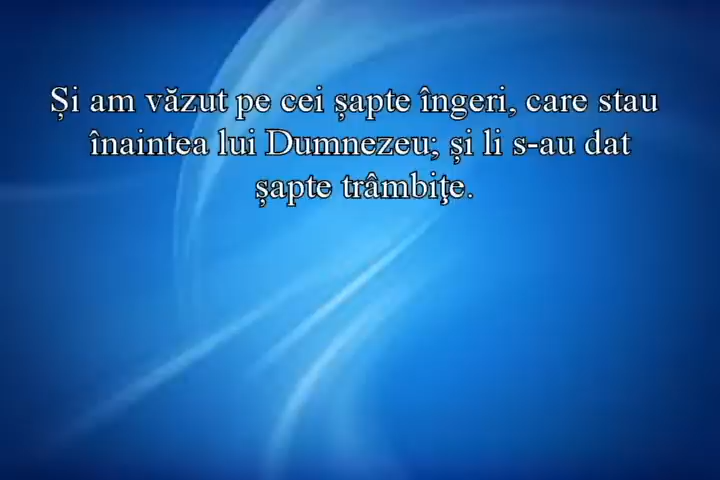 Și am văzut pe cei șapte îngeri, care stau
înaintea lui Dumnezeu; și li s-au dat
șapte trâmbiţe.